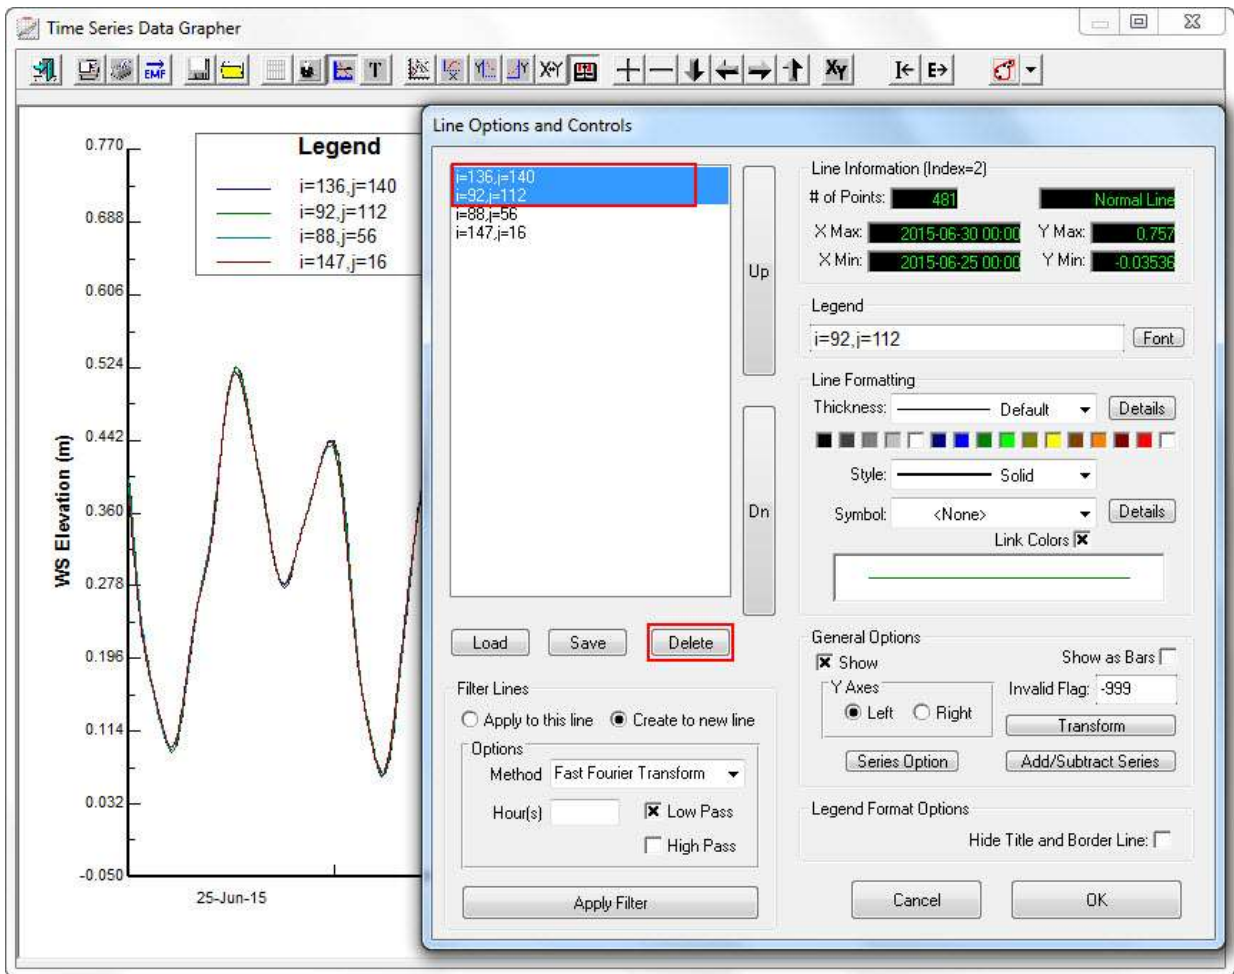 Time Series Data Grapher
EMF T X↔Y XY I← E→
Line Options and Controls
0.770
0.688
0.606
0.524
0.442
0.360
0.278
0.196
0.114
0.032
-0.050
WS Elevation (m)
25-Jun-15
Legend
i=136,j=140
i=92,j=112
i=88,j=56
i=147,j=16
i=136,j=140
i=92,j=112
i=88,j=56
i=147,j=16
Up
Dn
Load Save Delete
Filter Lines
Apply to this line Create to new line
Options
Method Fast Fourier Transform
Hour(s) Low Pass
High Pass
Apply Filter
Line Information (Index=2)
# of Points: 481 Normal Line
X Max: 2015-06-30 00:00 Y Max: 0.757
X Min: 2015-06-25 00:00 Y Min: -0.03536
Legend
i=92,j=112 Font
Line Formatting
Thickness: Default Details
Style: Solid
Symbol: <None> Details
Link Colors
General Options
Show Show as Bars
Y Axes Invalid Flag: -999
Left Right Transform
Series Option Add/Subtract Series
Legend Format Options
Hide Title and Border Line:
Cancel OK